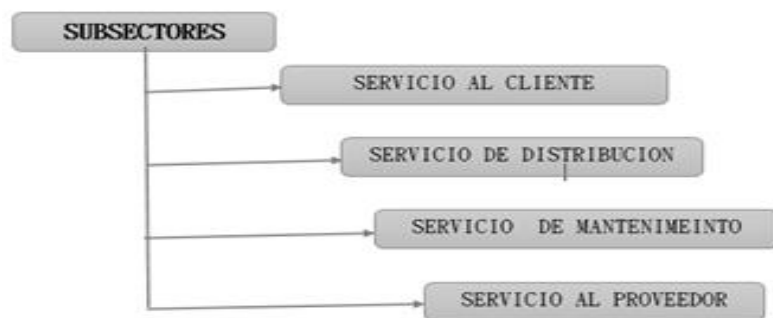 SUBSECTORES
SERVICIO AL CLIENTE
SERVICIO DE DISTRIBUCION
SERVICIO DE MANTENIMEINTO
SERVICIO AL PROVEEDOR